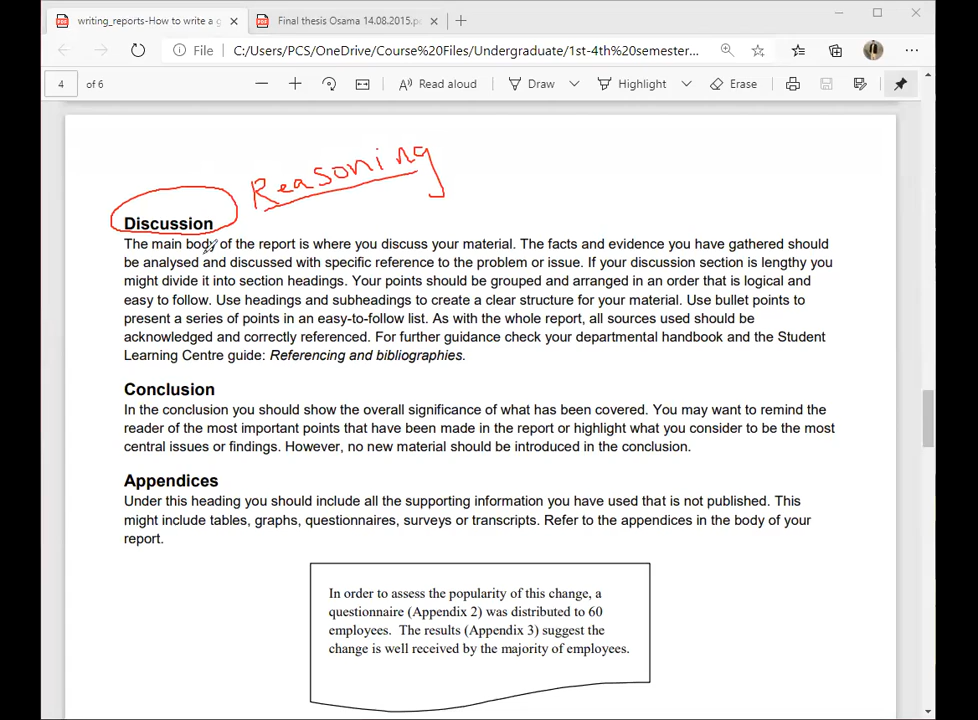 writing_reports-How to write a g
Final thesis Osama 14.08.2015.pd
File
C:/Users/PCS/OneDrive/Course%20Files/Undergraduate/1st-4th%20semester...
4 of 6
Read aloud
Draw
Highlight
Erase
Reasoning
Discussion
The main body of the report is where you discuss your material. The facts and evidence you have gathered should
be analysed and discussed with specific reference to the problem or issue. If your discussion section is lengthy you
might divide it into section headings. Your points should be grouped and arranged in an order that is logical and
easy to follow. Use headings and subheadings to create a clear structure for your material. Use bullet points to
present a series of points in an easy-to-follow list. As with the whole report, all sources used should be
acknowledged and correctly referenced. For further guidance check your departmental handbook and the Student
Learning Centre guide: Referencing and bibliographies.
Conclusion
In the conclusion you should show the overall significance of what has been covered. You may want to remind the
reader of the most important points that have been made in the report or highlight what you consider to be the most
central issues or findings. However, no new material should be introduced in the conclusion.
Appendices
Under this heading you should include all the supporting information you have used that is not published. This
might include tables, graphs, questionnaires, surveys or transcripts. Refer to the appendices in the body of your
report.
In order to assess the popularity of this change, a
questionnaire (Appendix 2) was distributed to 60
employees. The results (Appendix 3) suggest the
change is well received by the majority of employees.